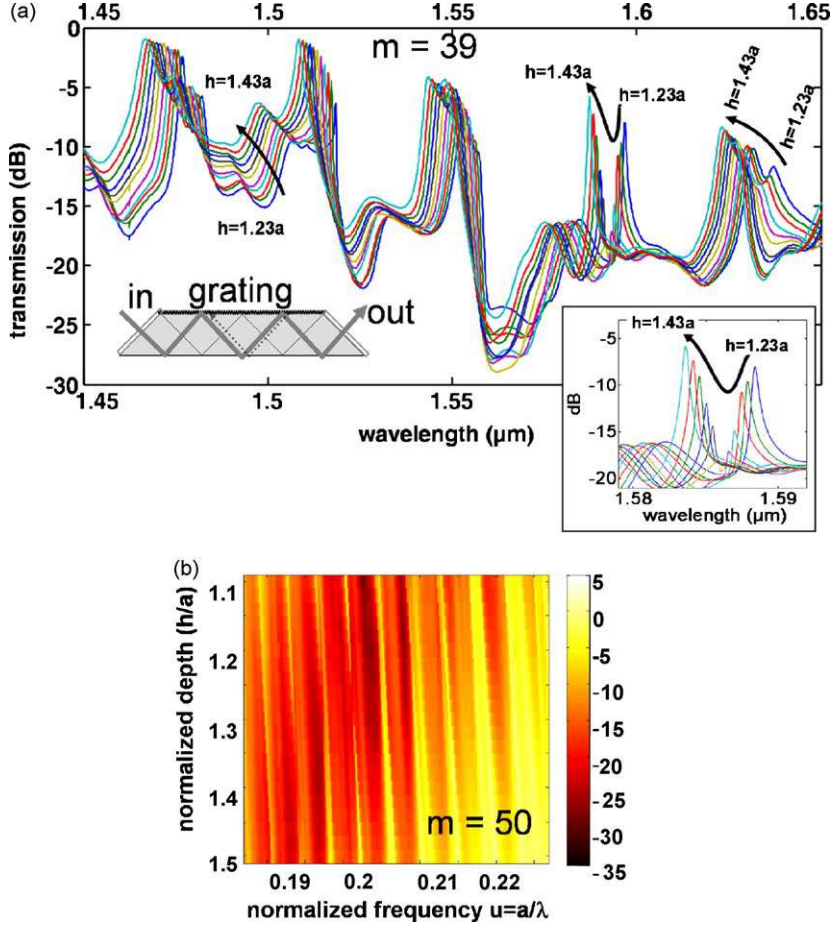 (a)
1.45 1.5 1.55 1.6 1.65
0
-5
-10
-15
-20
-25
-30
transmission (dB)
m = 39
h=1.43a
h=1.23a
h=1.43a
h=1.23a
h=1.43a
h=1.23a
in grating out
1.45 1.5 1.55
wavelength (µm)
h=1.43a
h=1.23a
-5
-10
-15
-20
dB
1.58 1.59
wavelength (µm)
(b)
1.1
1.2
1.3
1.4
1.5
normalized depth (h/a)
m = 50
5
0
-5
-10
-15
-20
-25
-30
-35
0.19 0.2 0.21 0.22
normalized frequency u=a/λ